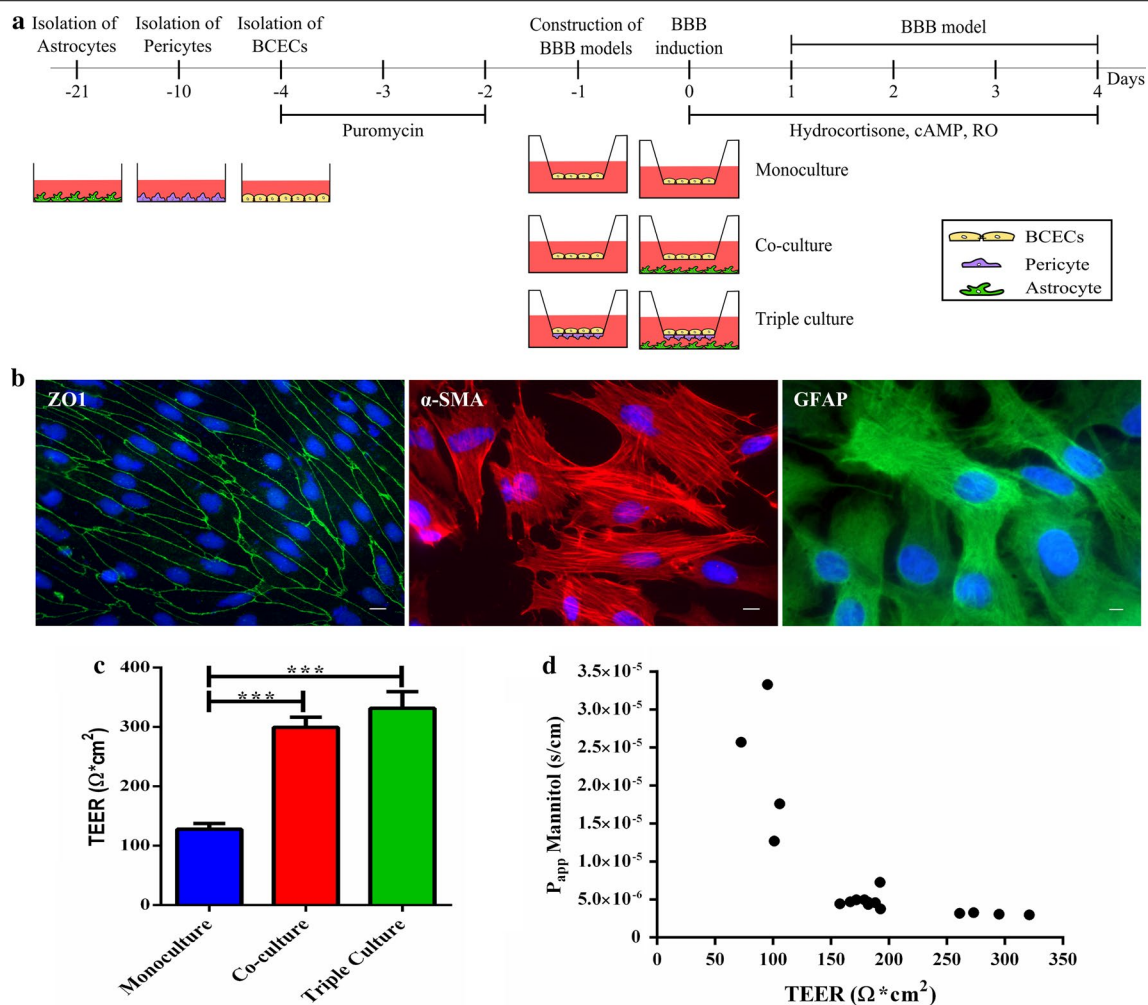 a
Isolation of Astrocytes
Isolation of Pericytes
Isolation of BCECs
Construction of BBB models
BBB induction
BBB model
-21
-10
-4
-3
-2
-1
0
1
2
3
4
Days
Puromycin
Hydrocortisone, cAMP, RO
Monoculture
Co-culture
Triple culture
BCECs
Pericyte
Astrocyte
b
ZO1
α-SMA
GFAP
c
TEER (Ω*cm²)
400
300
200
100
0
***
***
Monoculture
Co-culture
Triple Culture
d
Papp Mannitol (s/cm)
3.5×10⁻⁵
2.5×10⁻⁵
2.0×10⁻⁵
1.5×10⁻⁵
1.0×10⁻⁵
5.0×10⁻⁶
0
0
50
100
150
200
250
300
350
TEER (Ω*cm²)